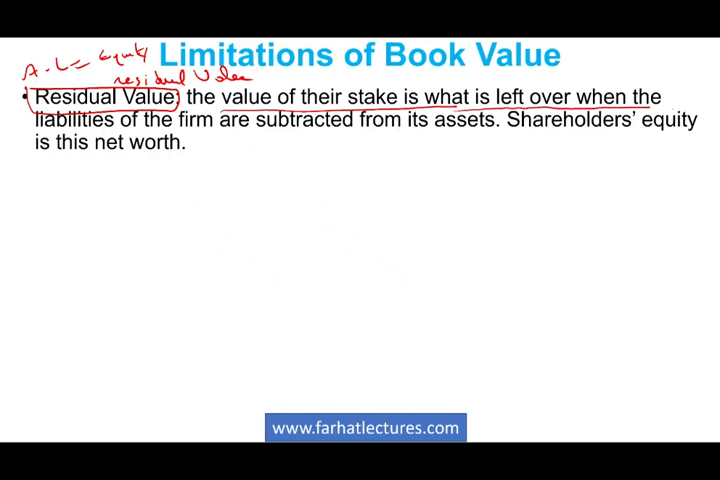 Limitations of Book Value
A - L = Equity
residual Value
• Residual Value: the value of their stake is what is left over when the
liabilities of the firm are subtracted from its assets. Shareholders’ equity
is this net worth.
www.farhatlectures.com